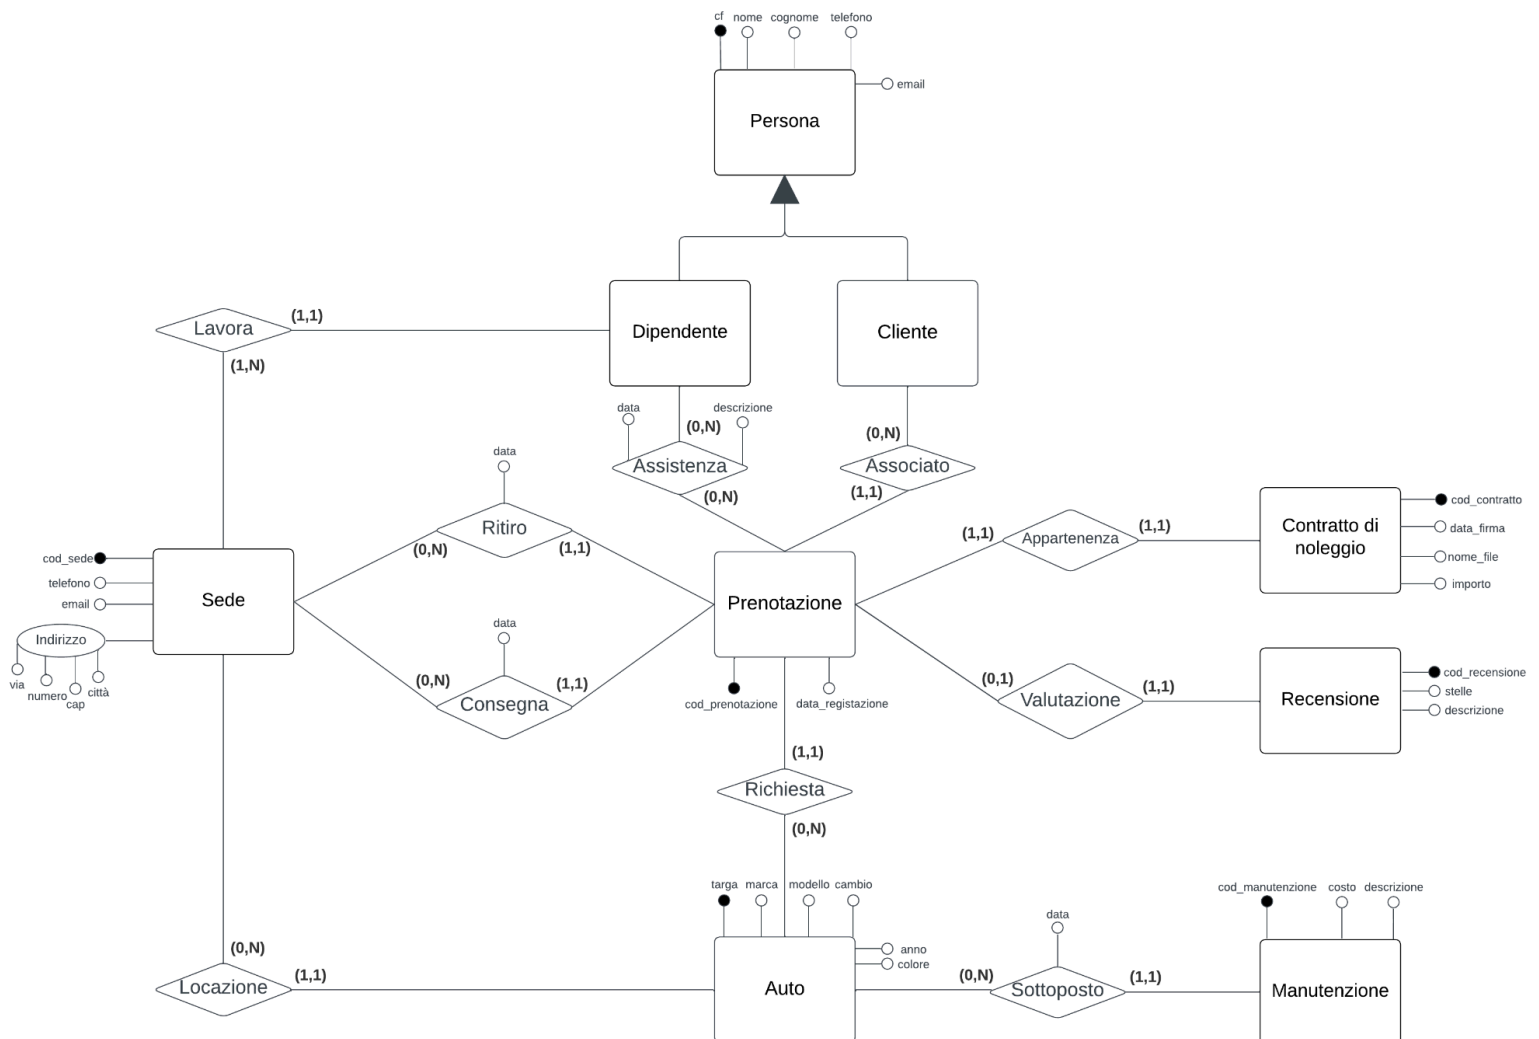 cf
nome
cognome
telefono
email
Persona
Lavora
(1,1)
(1,N)
Dipendente
Cliente
data
descrizione
(0,N)
Assistenza
(0,N)
(0,N)
Associato
(1,1)
data
Ritiro
(0,N)
(1,1)
cod_sede
telefono
email
Indirizzo
via
numero
cap
città
Sede
data
(0,N)
(1,1)
Consegna
Prenotazione
cod_prenotazione
data_registazione
(1,1)
Appartenenza
(1,1)
Contratto di
noleggio
cod_contratto
data_firma
nome_file
importo
(0,1)
Valutazione
(1,1)
Recensione
cod_recensione
stelle
descrizione
(1,1)
Richiesta
(0,N)
targa
marca
modello
cambio
anno
colore
Auto
(0,N)
Locazione
(1,1)
data
(0,N)
Sottoposto
(1,1)
cod_manutenzione
costo
descrizione
Manutenzione